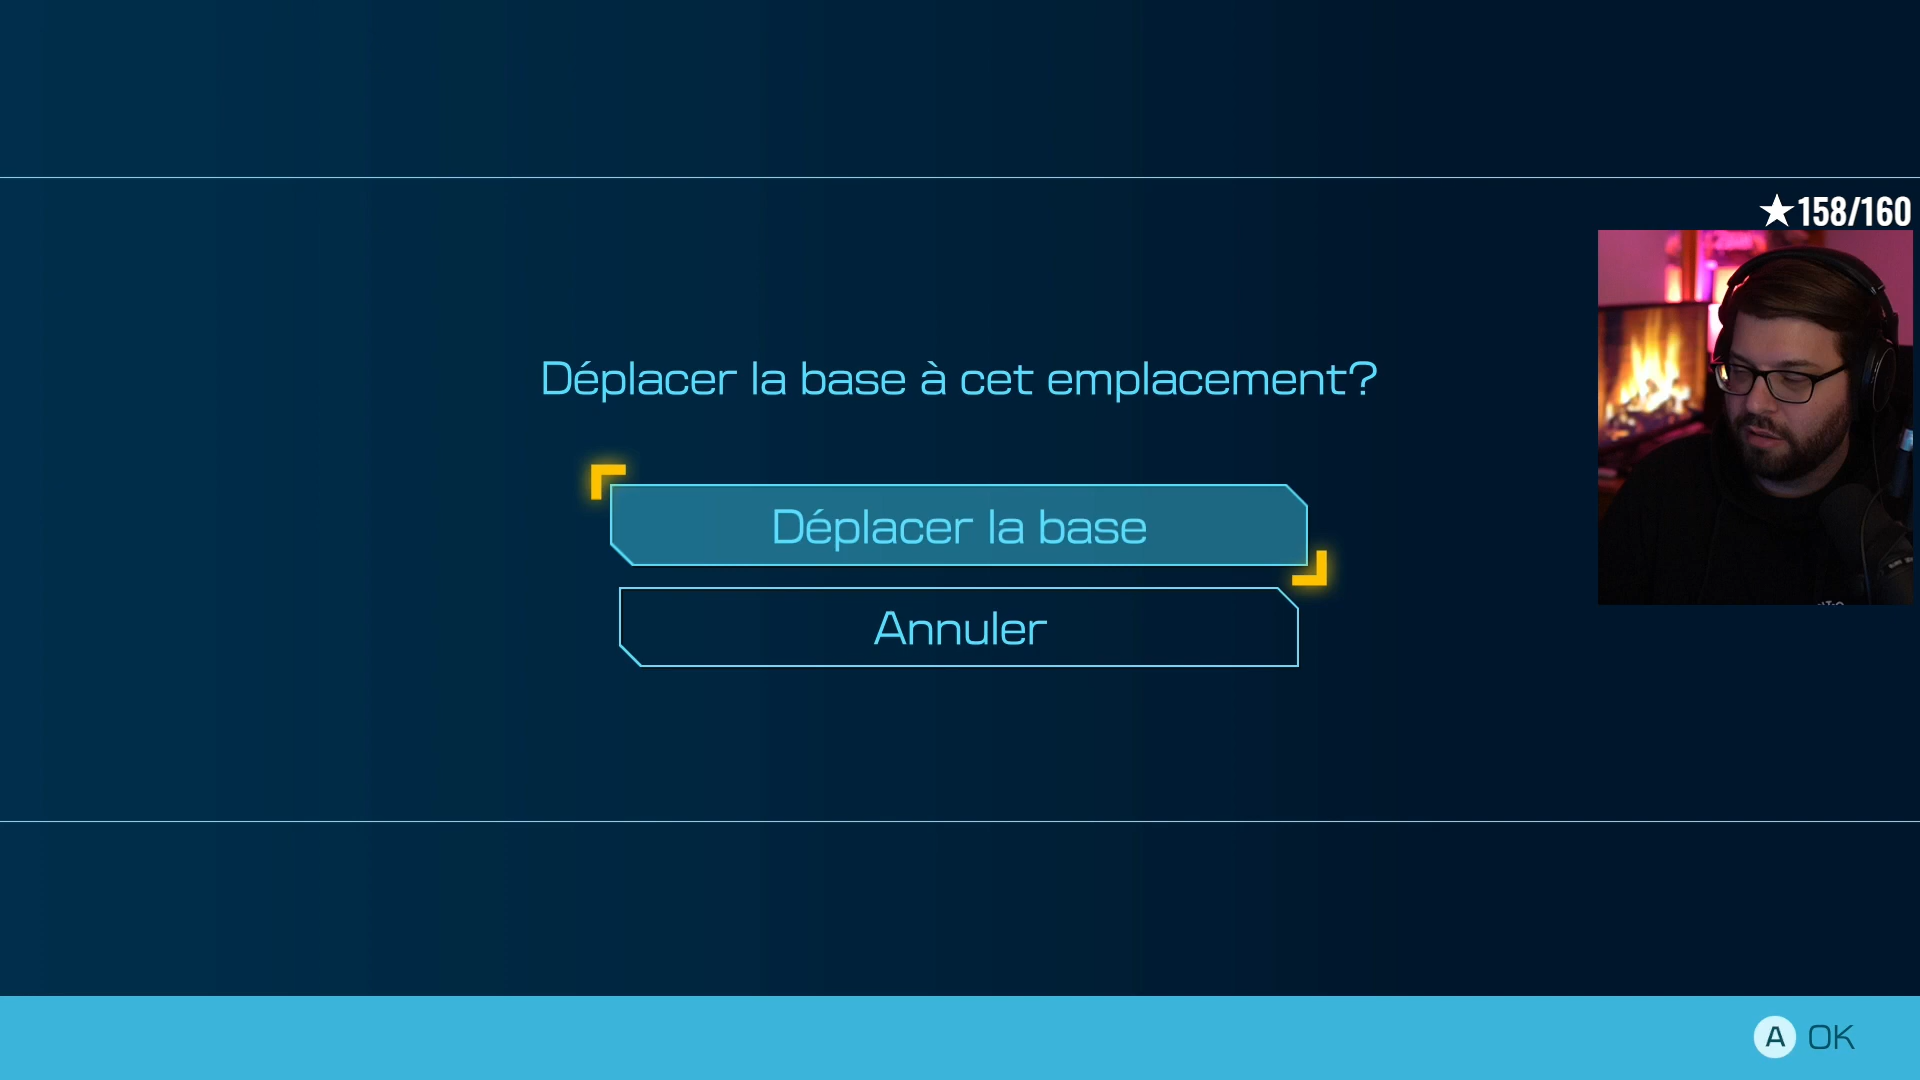 ★158/160
Déplacer la base à cet emplacement?
Déplacer la base
Annuler
A OK